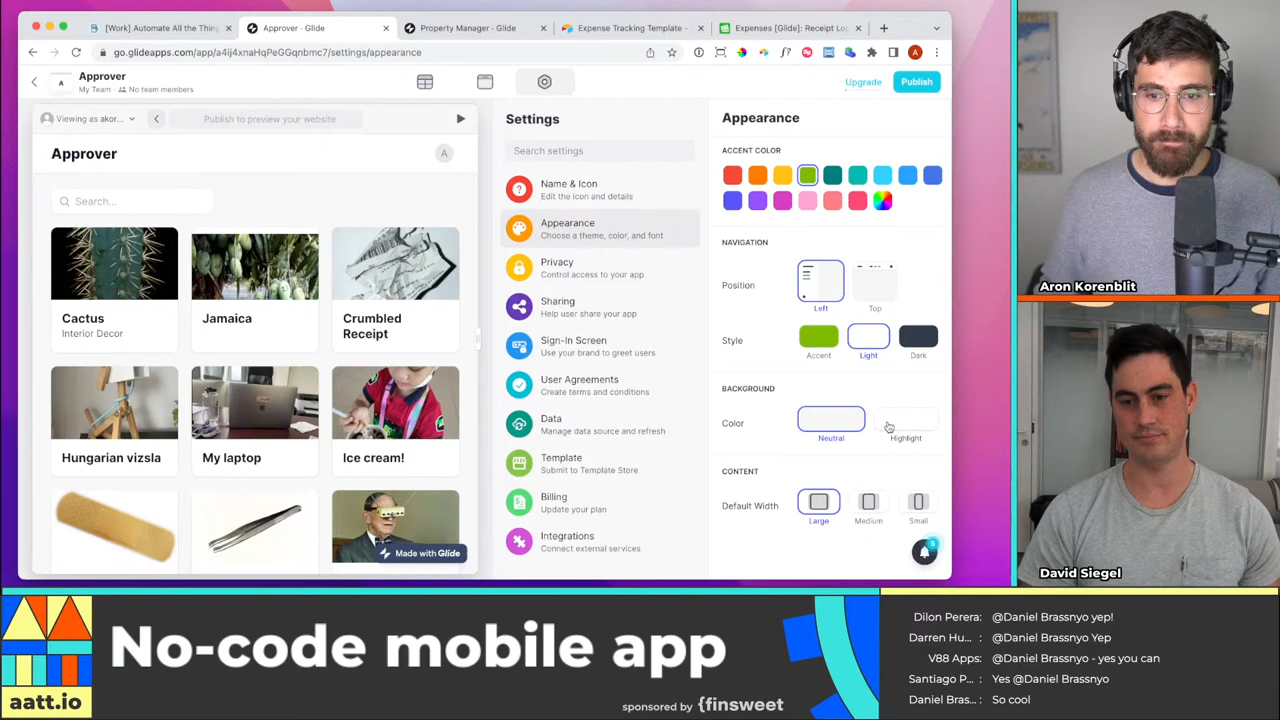 [Work] Automate All the Thing
Approver · Glide
Property Manager - Glide
Expense Tracking Template -
Expenses [Glide]: Receipt Lo
go.glideapps.com/app/a4ij4xnaHqPeGGqnbmc7/settings/appearance
A
A
Approver
My Team · No team members
Upgrade
Publish
Viewing as akor...
Publish to preview your website
Approver
A
Search...
Cactus
Interior Decor
Jamaica
Crumbled
Receipt
Hungarian vizsla
My laptop
Ice cream!
Made with Glide
Settings
Search settings
Name & Icon
Edit the icon and details
Appearance
Choose a theme, color, and font
Privacy
Control access to your app
Sharing
Help user share your app
Sign-In Screen
Use your brand to greet users
User Agreements
Create terms and conditions
Data
Manage data source and refresh
Template
Submit to Template Store
Billing
Update your plan
Integrations
Connect external services
Appearance
ACCENT COLOR
NAVIGATION
Position
Left
Top
Style
Accent
Light
Dark
BACKGROUND
Color
Neutral
Highlight
CONTENT
Default Width
Large
Medium
Small
Aron Korenblit
David Siegel
aatt.io
No-code mobile app
sponsored by {finsweet
Dilon Perera: @Daniel Brassnyo yep!
Darren Hu... : @Daniel Brassnyo Yep
V88 Apps: @Daniel Brassnyo - yes you can
Santiago P... : Yes @Daniel Brassnyo
Daniel Bras... : So cool